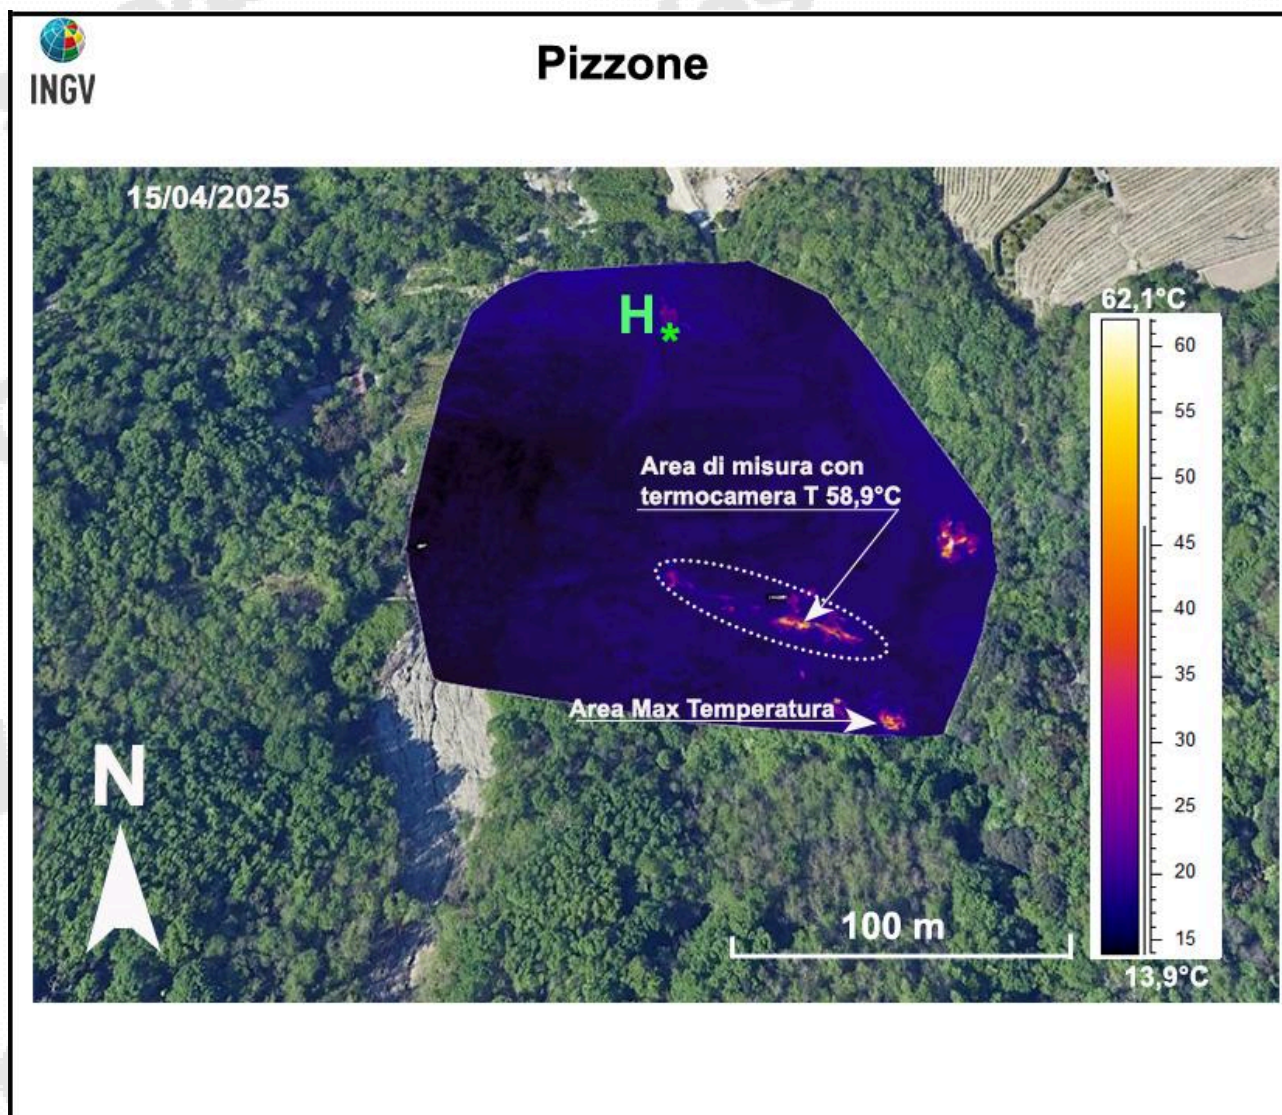 INGV
Pizzone
15/04/2025
62,1°C
H*
60
55
Area di misura con
termocamera T 58,9°C
50
45
40
35
Area Max Temperatura
30
N
25
20
100 m
15
13,9°C